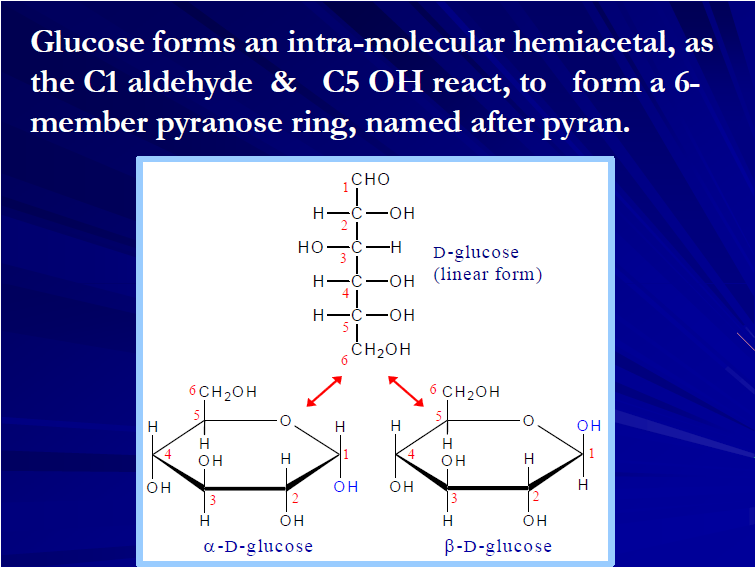 Glucose forms an intra-molecular hemiacetal, as
the C1 aldehyde & C5 OH react, to form a 6-
member pyranose ring, named after pyran.
1 CHO
H C OH
2
HO C H
3
H C OH
4
H C OH
5
6 CH2OH
D-glucose
(linear form)
6 CH2OH
5
H O H
H
4 OH H 1
OH OH
3 2
H OH
α-D-glucose
6 CH2OH
5
H O OH
H
4 OH H 1
OH H
3 2
H OH
β-D-glucose